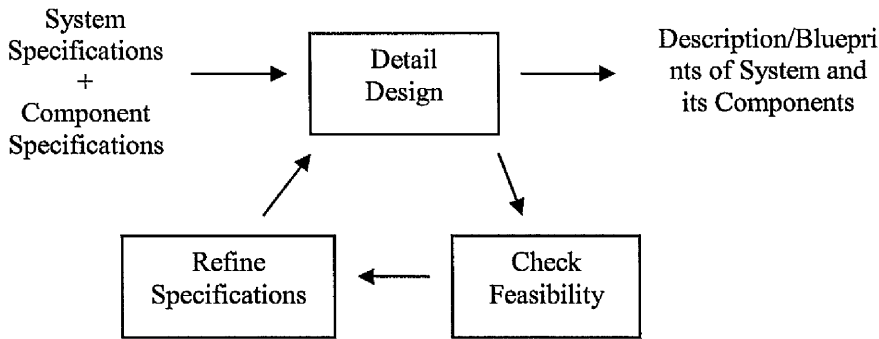 System
Specifications
+
Component
Specifications
Detail
Design
Description/Bluepri
nts of System and
its Components
Refine
Specifications
Check
Feasibility